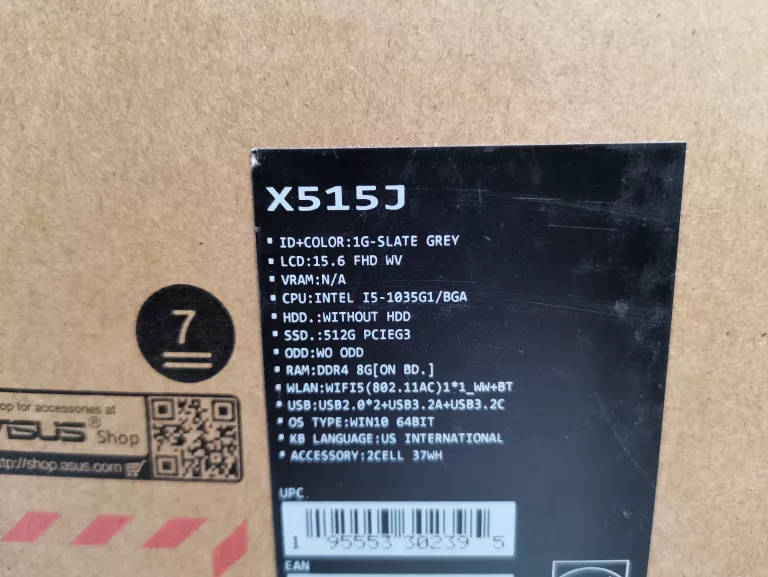 X515J
ID+COLOR:1G-SLATE GREY
LCD:15.6 FHD WV
VRAM:N/A
CPU:INTEL I5-1035G1/BGA
HDD.:WITHOUT HDD
SSD.:512G PCIEG3
ODD:WO ODD
RAM:DDR4 8G[ON BD.]
WLAN:WIFI5(802.11AC)1*1_WW+BT
USB:USB2.0*2+USB3.2A+USB3.2C
OS TYPE:WIN10 64BIT
KB LANGUAGE:US INTERNATIONAL
ACCESSORY:2CELL 37WH
UPC
1 95553 30239 5
EAN
7
op for accessories at
ASUS® Shop
ttp://shop.asus.com